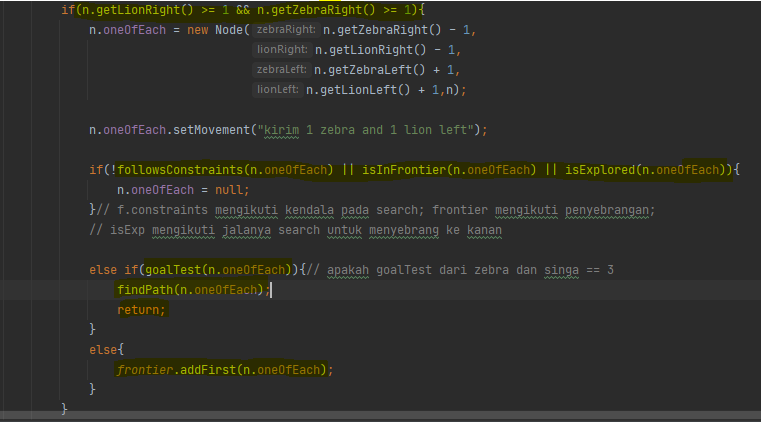 if(n.getLionRight() >= 1 && n.getZebraRight() >= 1){
n.oneOfEach = new Node( zebraRight: n.getZebraRight() - 1,
lionRight: n.getLionRight() - 1,
zebraLeft: n.getZebraLeft() + 1,
lionLeft: n.getLionLeft() + 1,n);
n.oneOfEach.setMovement("kirim 1 zebra and 1 lion left");
if(!followsConstraints(n.oneOfEach) || isInFrontier(n.oneOfEach) || isExplored(n.oneOfEach)){
n.oneOfEach = null;
}// f.constraints mengikuti kendala pada search; frontier mengikuti penyebrangan;
// isExp mengikuti jalanya search untuk menyebrang ke kanan
else if(goalTest(n.oneOfEach)){// apakah goalTest dari zebra dan singa == 3
findPath(n.oneOfEach);
return;
}
else{
frontier.addFirst(n.oneOfEach);
}
}